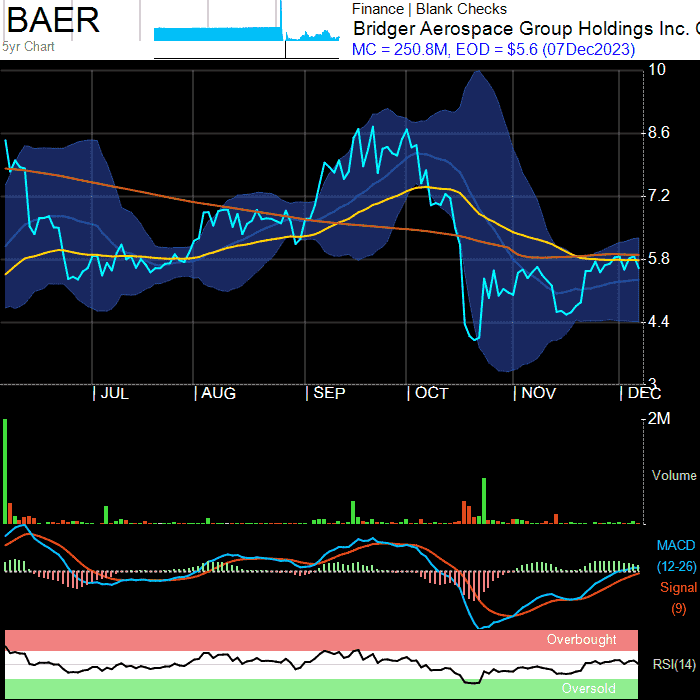 BAER
5yr Chart
Finance | Blank Checks
Bridger Aerospace Group Holdings Inc.
MC = 250.8M, EOD = $5.6 (07Dec2023)
10
8.6
7.2
5.8
4.4
3
| JUL | AUG | SEP | OCT | NOV | DEC
2M
Volume
MACD
(12-26)
Signal
(9)
Overbought
RSI(14)
Oversold